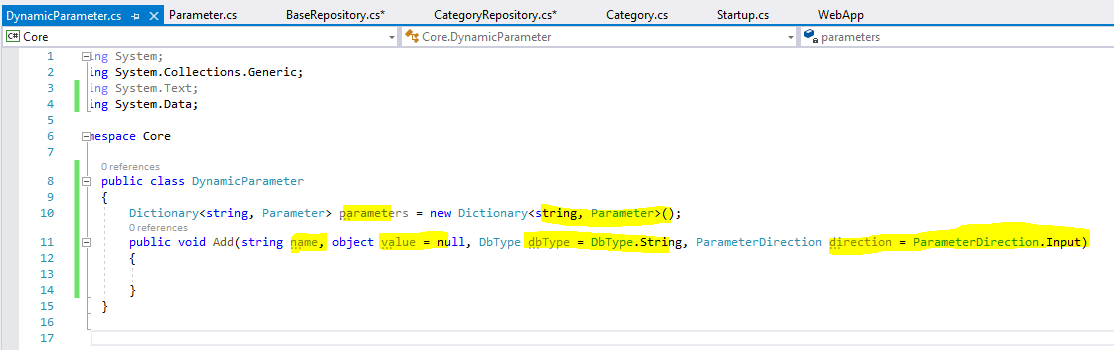 DynamicParameter.cs Parameter.cs BaseRepository.cs* CategoryRepository.cs* Category.cs Startup.cs WebApp
C# Core Core.DynamicParameter parameters
1 ing System;
2 ing System.Collections.Generic;
3 ing System.Text;
4 ing System.Data;
5
6 mespace Core
7
0 references
8 public class DynamicParameter
9 {
10 Dictionary<string, Parameter> parameters = new Dictionary<string, Parameter>();
0 references
11 public void Add(string name, object value = null, DbType dbType = DbType.String, ParameterDirection direction = ParameterDirection.Input)
12 {
13
14 }
15 }
16
17